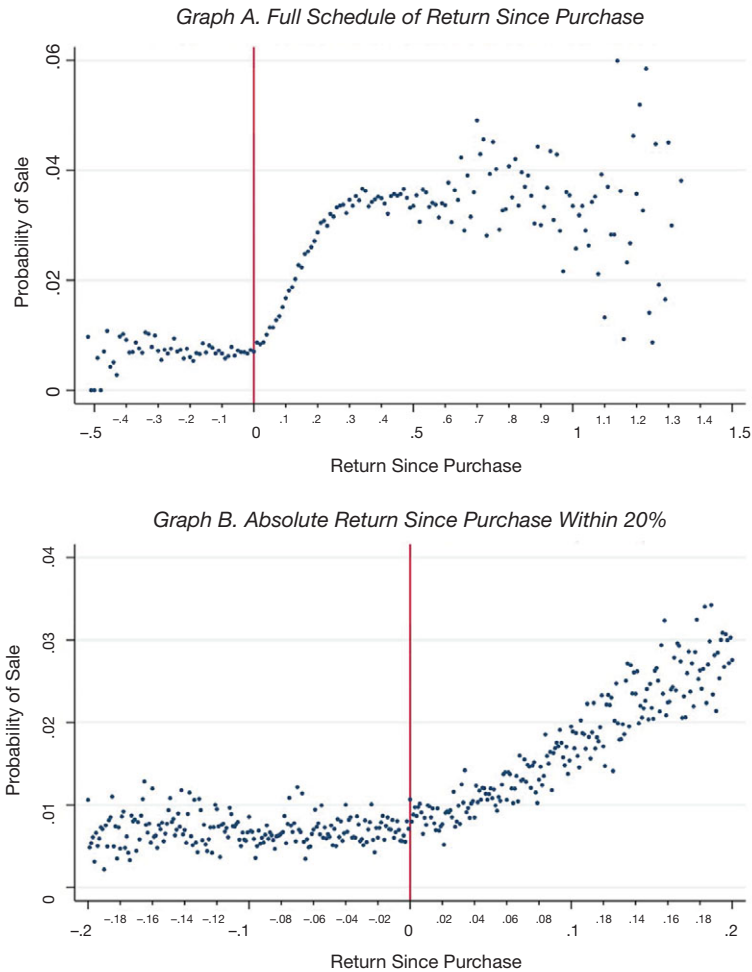 Graph A. Full Schedule of Return Since Purchase
.06
.04
.02
0
Probability of Sale
–.5 –.4 –.3 –.2 –.1 0 .1 .2 .3 .4 .5 .6 .7 .8 .9 1 1.1 1.2 1.3 1.4 1.5
Return Since Purchase
Graph B. Absolute Return Since Purchase Within 20%
.04
.03
.02
.01
0
Probability of Sale
–.2 –.18 –.16 –.14 –.12 –.1 –.08 –.06 –.04 –.02 0 .02 .04 .06 .08 .1 .18 .14 .16 .18 .2
Return Since Purchase